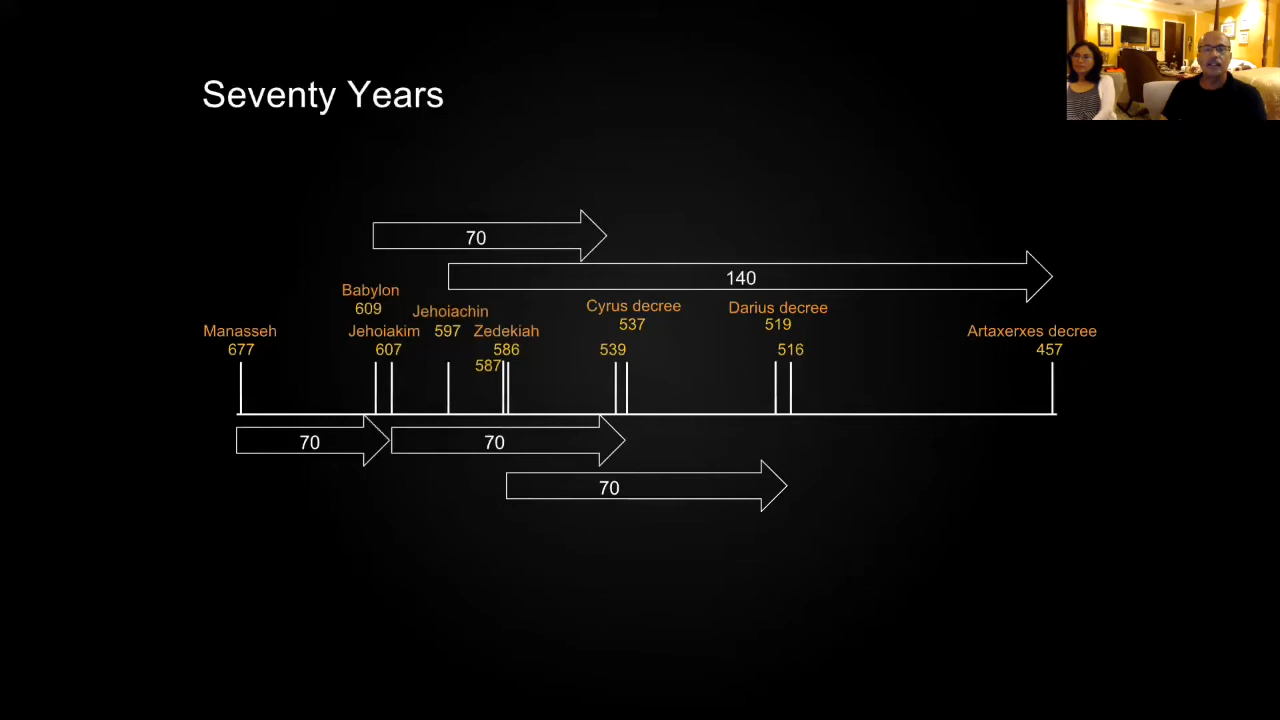 Seventy Years
70
140
Babylon
609
Jehoiachin
597
Cyrus decree
537
Darius decree
519
Manasseh
677
Jehoiakim
607
Zedekiah
586
587
539
516
Artaxerxes decree
457
70
70
70